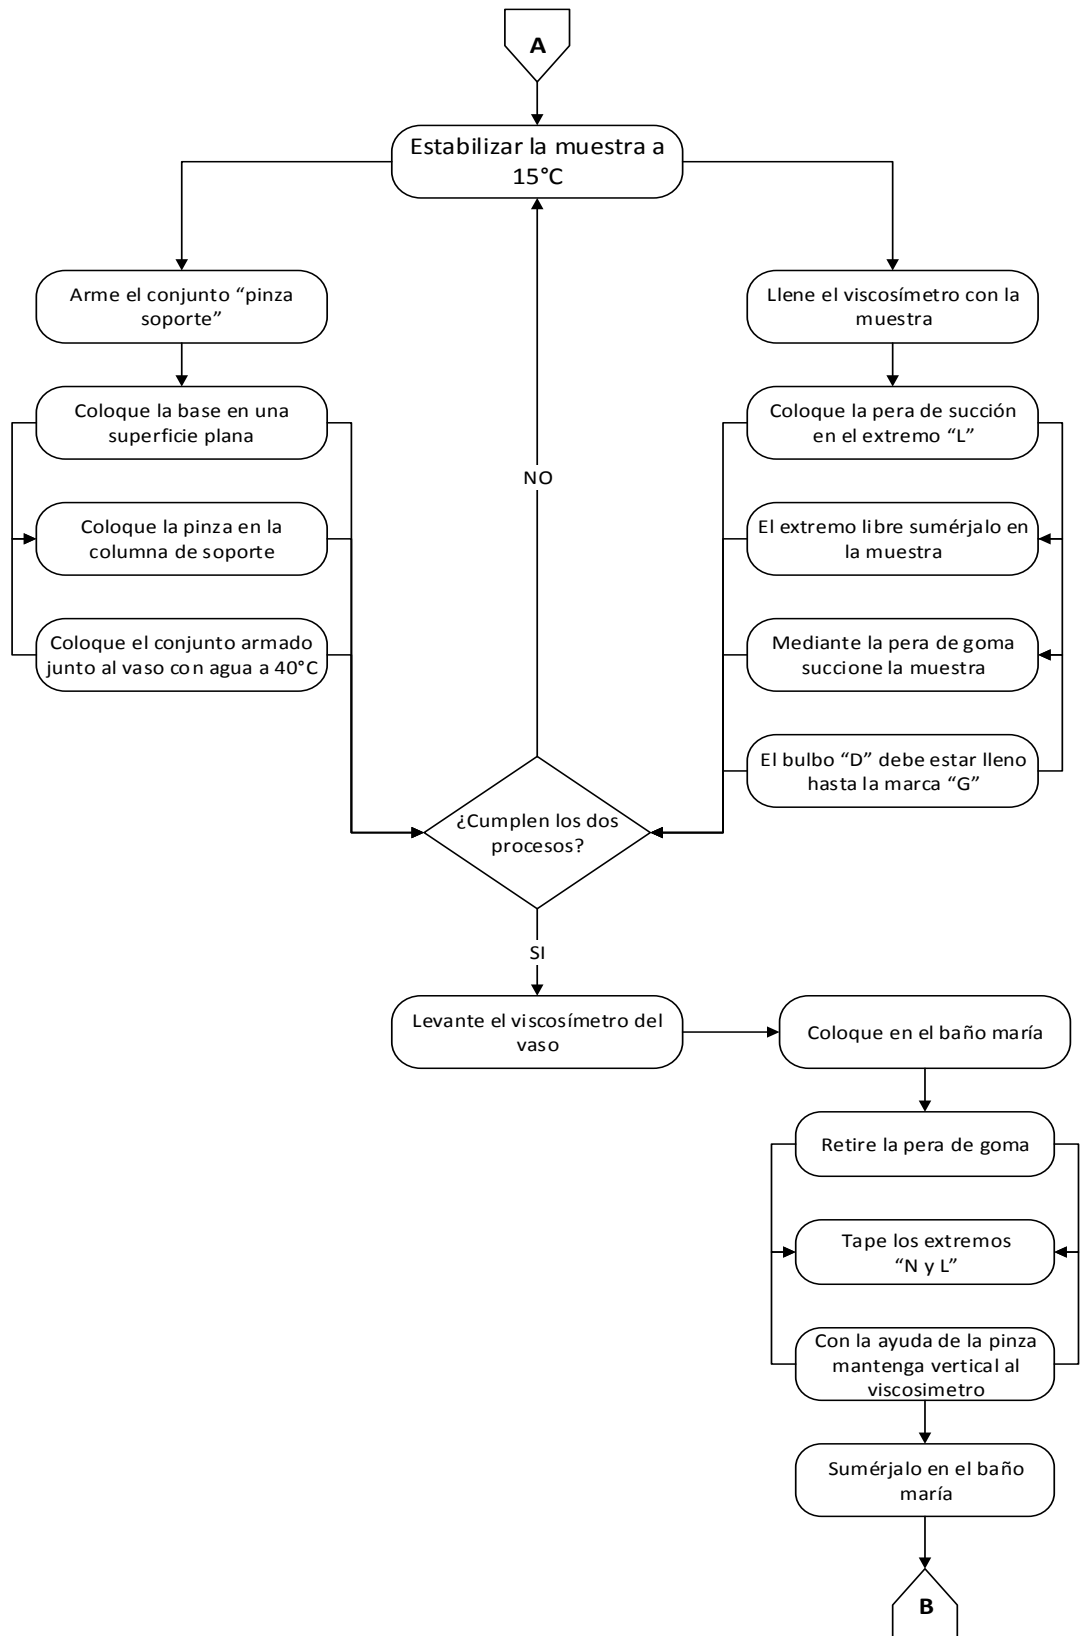 A
Estabilizar la muestra a
15°C
Arme el conjunto “pinza
soporte”
Llene el viscosímetro con la
muestra
Coloque la base en una
superficie plana
Coloque la pera de succión
en el extremo “L”
NO
Coloque la pinza en la
columna de soporte
El extremo libre sumérjalo en
la muestra
Coloque el conjunto armado
junto al vaso con agua a 40°C
Mediante la pera de goma
succione la muestra
El bulbo “D” debe estar lleno
hasta la marca “G”
¿Cumplen los dos
procesos?
SI
Levante el viscosímetro del
vaso
Coloque en el baño maría
Retire la pera de goma
Tape los extremos
“N y L”
Con la ayuda de la pinza
mantenga vertical al
viscosimetro
Sumérjalo en el baño
maría
B